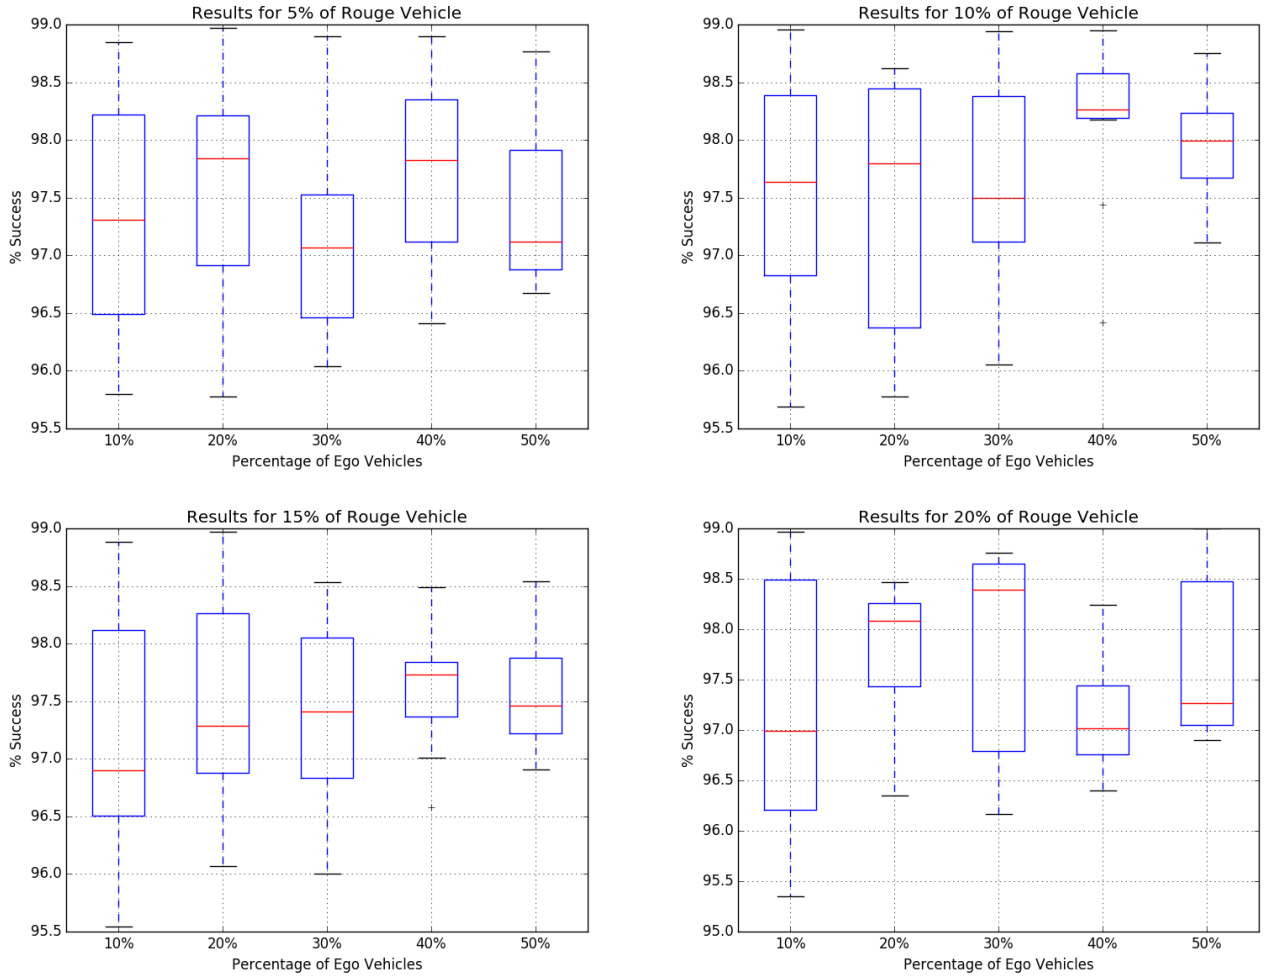 Results for 5% of Rouge Vehicle
99.0
98.5
98.0
97.5
97.0
96.5
96.0
95.5
% Success
10% 20% 30% 40% 50%
Percentage of Ego Vehicles
Results for 10% of Rouge Vehicle
99.0
98.5
98.0
97.5
97.0
96.5
96.0
95.5
% Success
10% 20% 30% 40% 50%
Percentage of Ego Vehicles
Results for 15% of Rouge Vehicle
99.0
98.5
98.0
97.5
97.0
96.5
96.0
95.5
% Success
10% 20% 30% 40% 50%
Percentage of Ego Vehicles
Results for 20% of Rouge Vehicle
99.0
98.5
98.0
97.5
97.0
96.5
96.0
95.5
95.0
% Success
10% 20% 30% 40% 50%
Percentage of Ego Vehicles